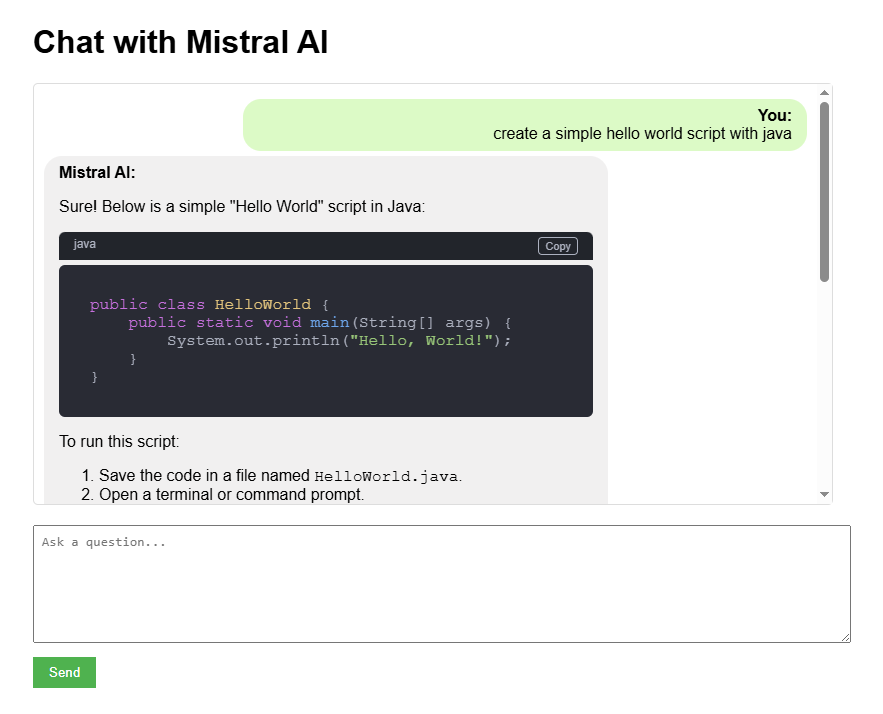 Chat with Mistral AI
You:
create a simple hello world script with java
Mistral AI:
Sure! Below is a simple "Hello World" script in Java:
java
Copy
public class HelloWorld {
    public static void main(String[] args) {
        System.out.println("Hello, World!");
    }
}
To run this script:
1. Save the code in a file named HelloWorld.java.
2. Open a terminal or command prompt.
Ask a question...
Send